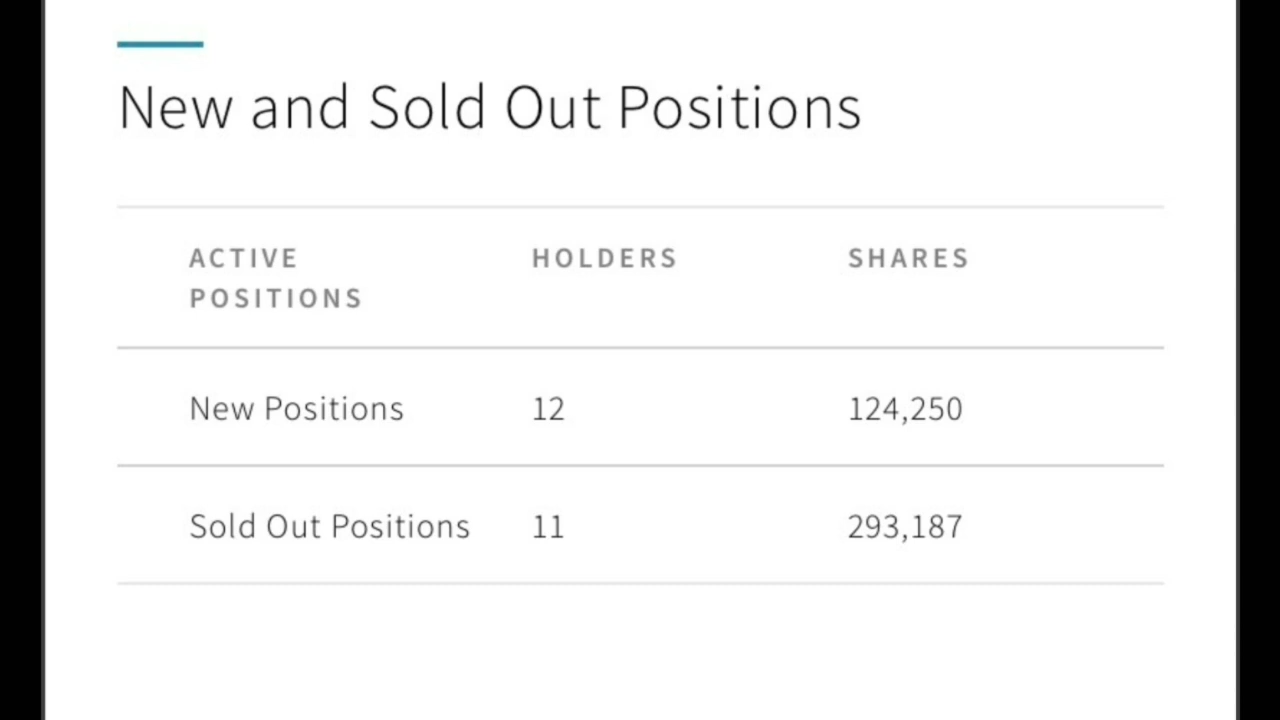 New and Sold Out Positions
ACTIVE HOLDERS SHARES
POSITIONS
New Positions 12 124,250
Sold Out Positions 11 293,187